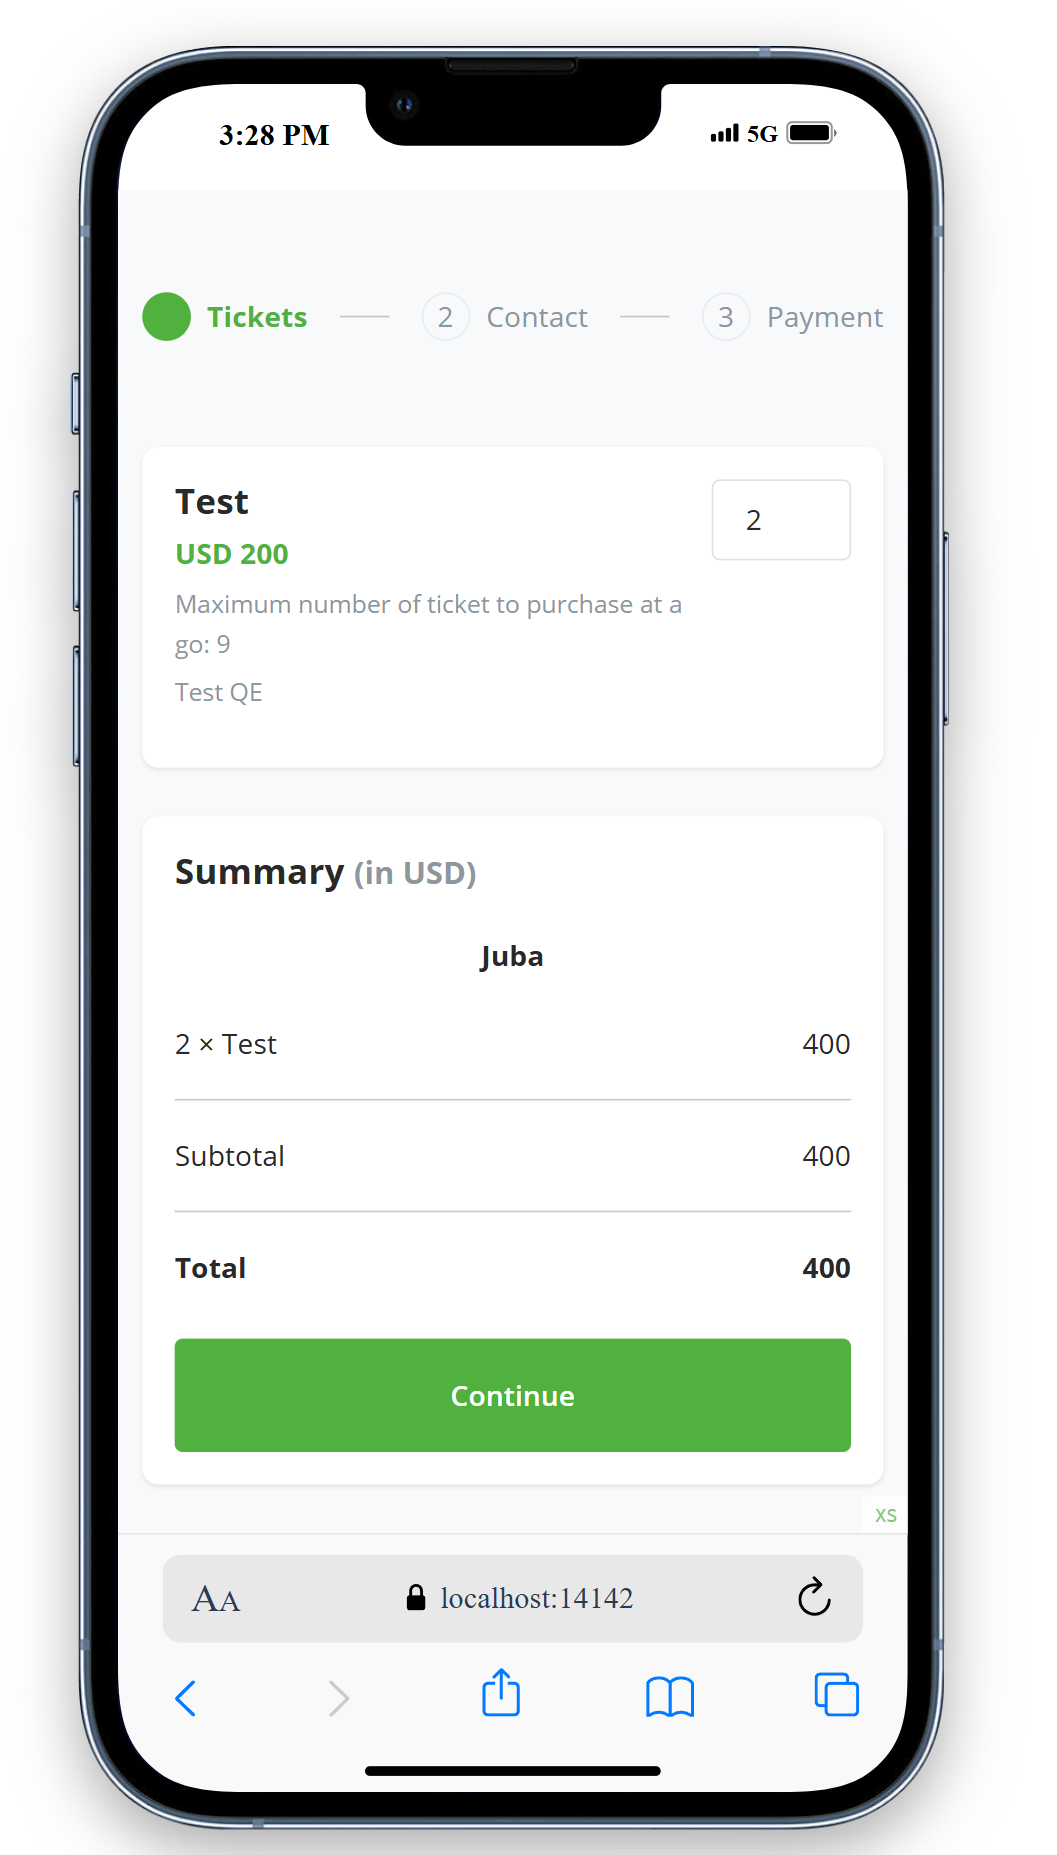 3:28 PM 5G
Tickets 2 Contact 3 Payment
Test 2
USD 200
Maximum number of ticket to purchase at a
go: 9
Test QE
Summary (in USD)
Juba
2 × Test 400
Subtotal 400
Total 400
Continue
xs
AA localhost:14142